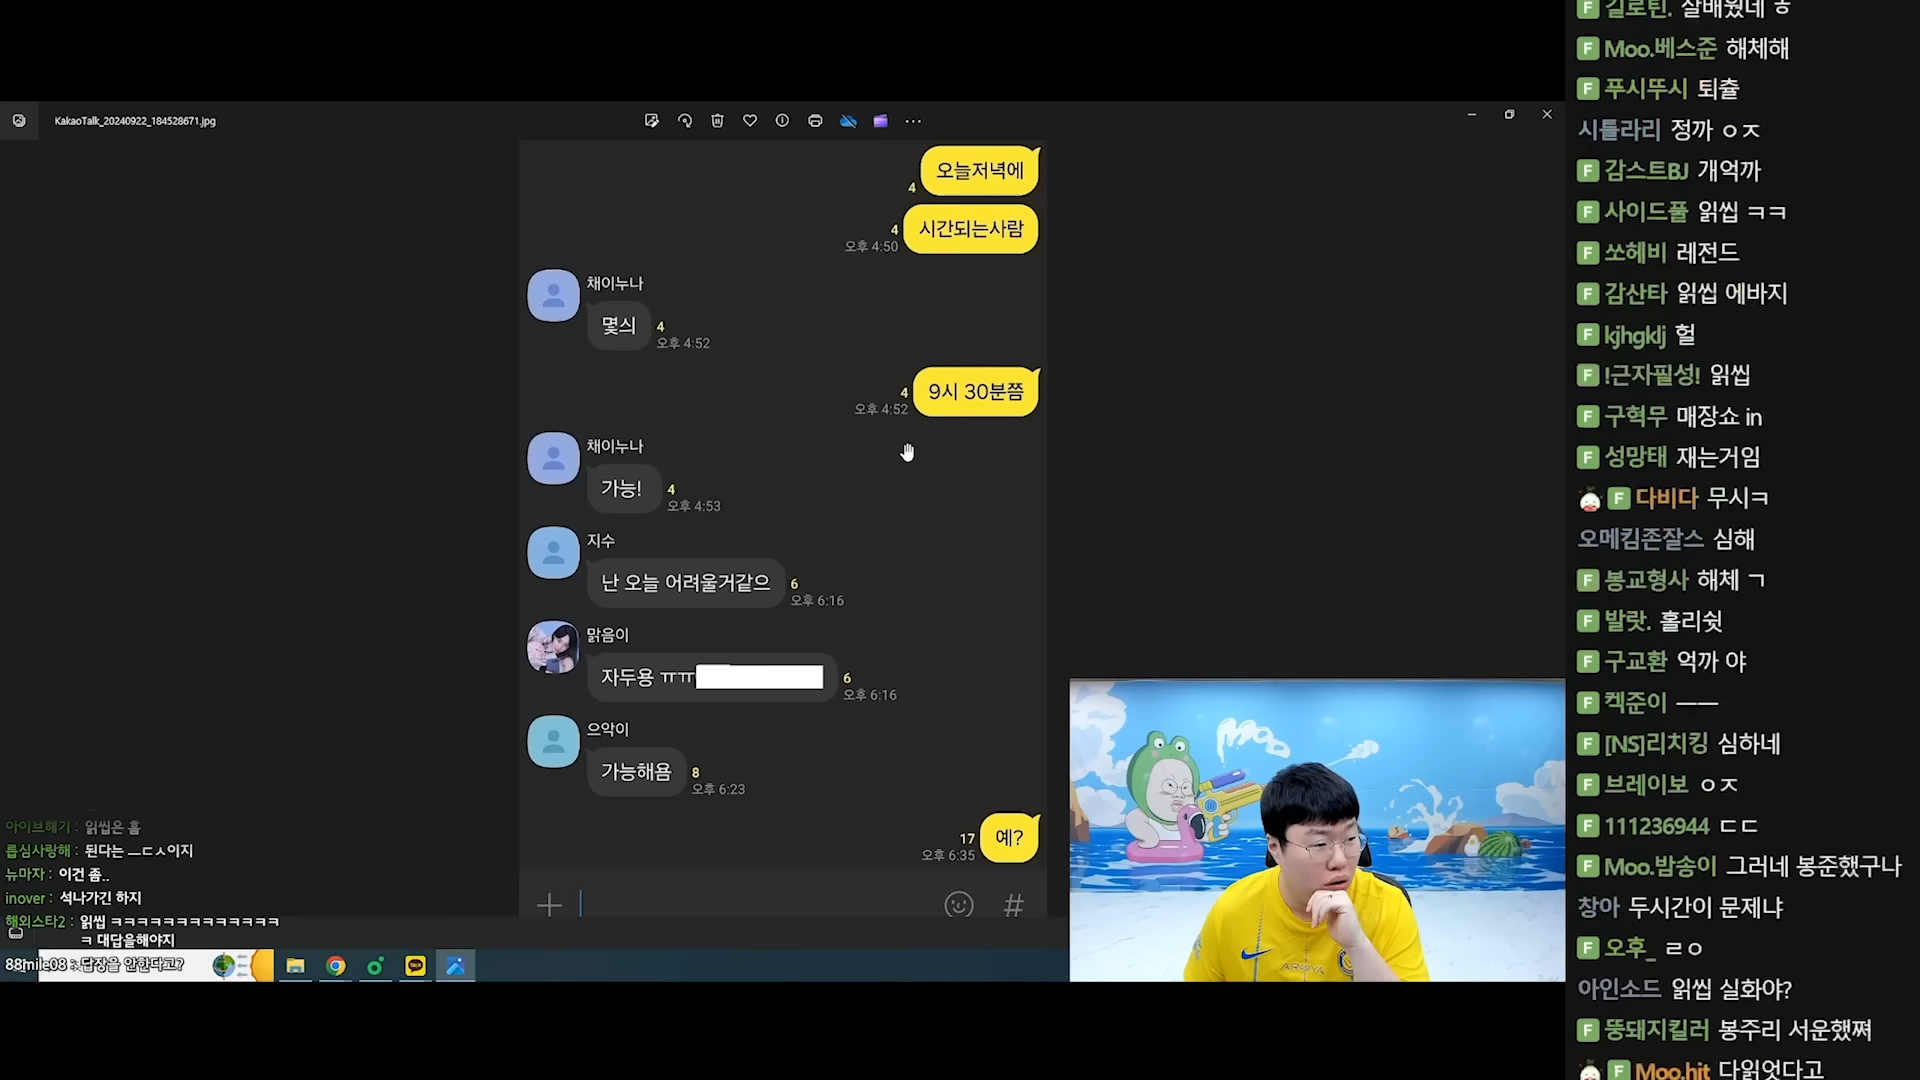 KakaoTalk_20240922_184528671.jpg
오늘저녁에
4
시간되는사람
4
오후 4:50
채이누나
몇싀
4
오후 4:52
9시 30분쯤
4
오후 4:52
채이누나
가능!
4
오후 4:53
지수
난 오늘 어려울거같으
6
오후 6:16
맑음이
자두용 ㅠㅠ
6
오후 6:16
으악이
가능해욤
8
오후 6:23
예?
17
오후 6:35
아이브해기 : 읽씹은 흠
릅심사랑해 : 된다는 ㅡㄷㅅ이지
뉴마자 : 이건 좀..
inover : 석나가긴 하지
해외스타2 : 읽씹 ㅋㅋㅋㅋㅋㅋㅋㅋㅋㅋㅋㅋㅋ
ㅋ 대답을해야지
88mile08 : 답장을 안한다고?
MOO
F 길로틴. 잘배웠네 ㅎ
F Moo.베스준 해체해
F 푸시뚜시 퇴츌
시틀라리 정까 ㅇㅈ
F 감스트BJ 개억까
F 사이드풀 읽씹 ㅋㅋ
F 쏘헤비 레전드
F 감산타 읽씹 에바지
F kjhgklj 헐
F !근자필성! 읽씹
F 구혁무 매장쇼 in
F 성망태 재는거임
F 다비다 무시ㅋ
오메킴존잘스 심해
F 봉교형사 해체 ㄱ
F 발랏. 홀리쉿
F 구교환 억까 야
F 켁준이 ㅡㅡ
F [NS]리치킹 심하네
F 브레이보 ㅇㅈ
F 111236944 ㄷㄷ
F Moo.밤송이 그러네 봉준했구나
창아 두시간이 문제냐
F 오후_ ㄹㅇ
아인소드 읽씹 실화야?
F 뚱돼지킬러 봉주리 서운했쪄
F Moo.hit 다읽엇다고